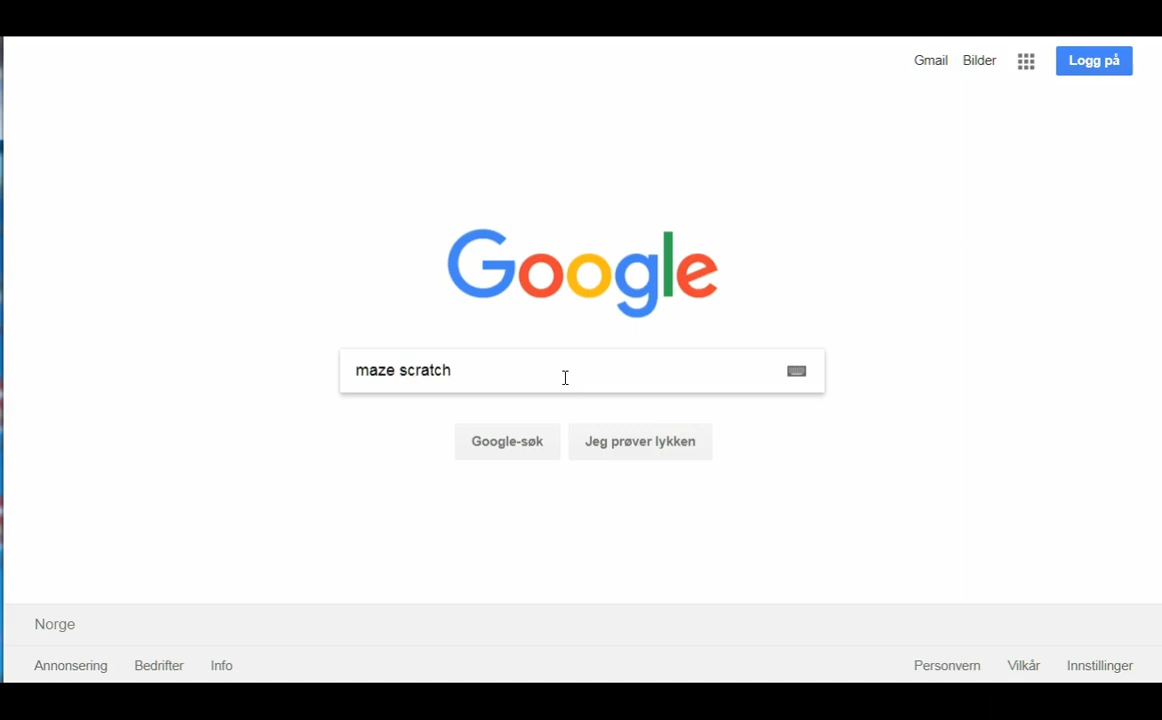 Gmail Bilder Logg på
Google
maze scratch
Google-søk Jeg prøver lykken
Norge
Annonsering Bedrifter Info Personvern Vilkår Innstillinger